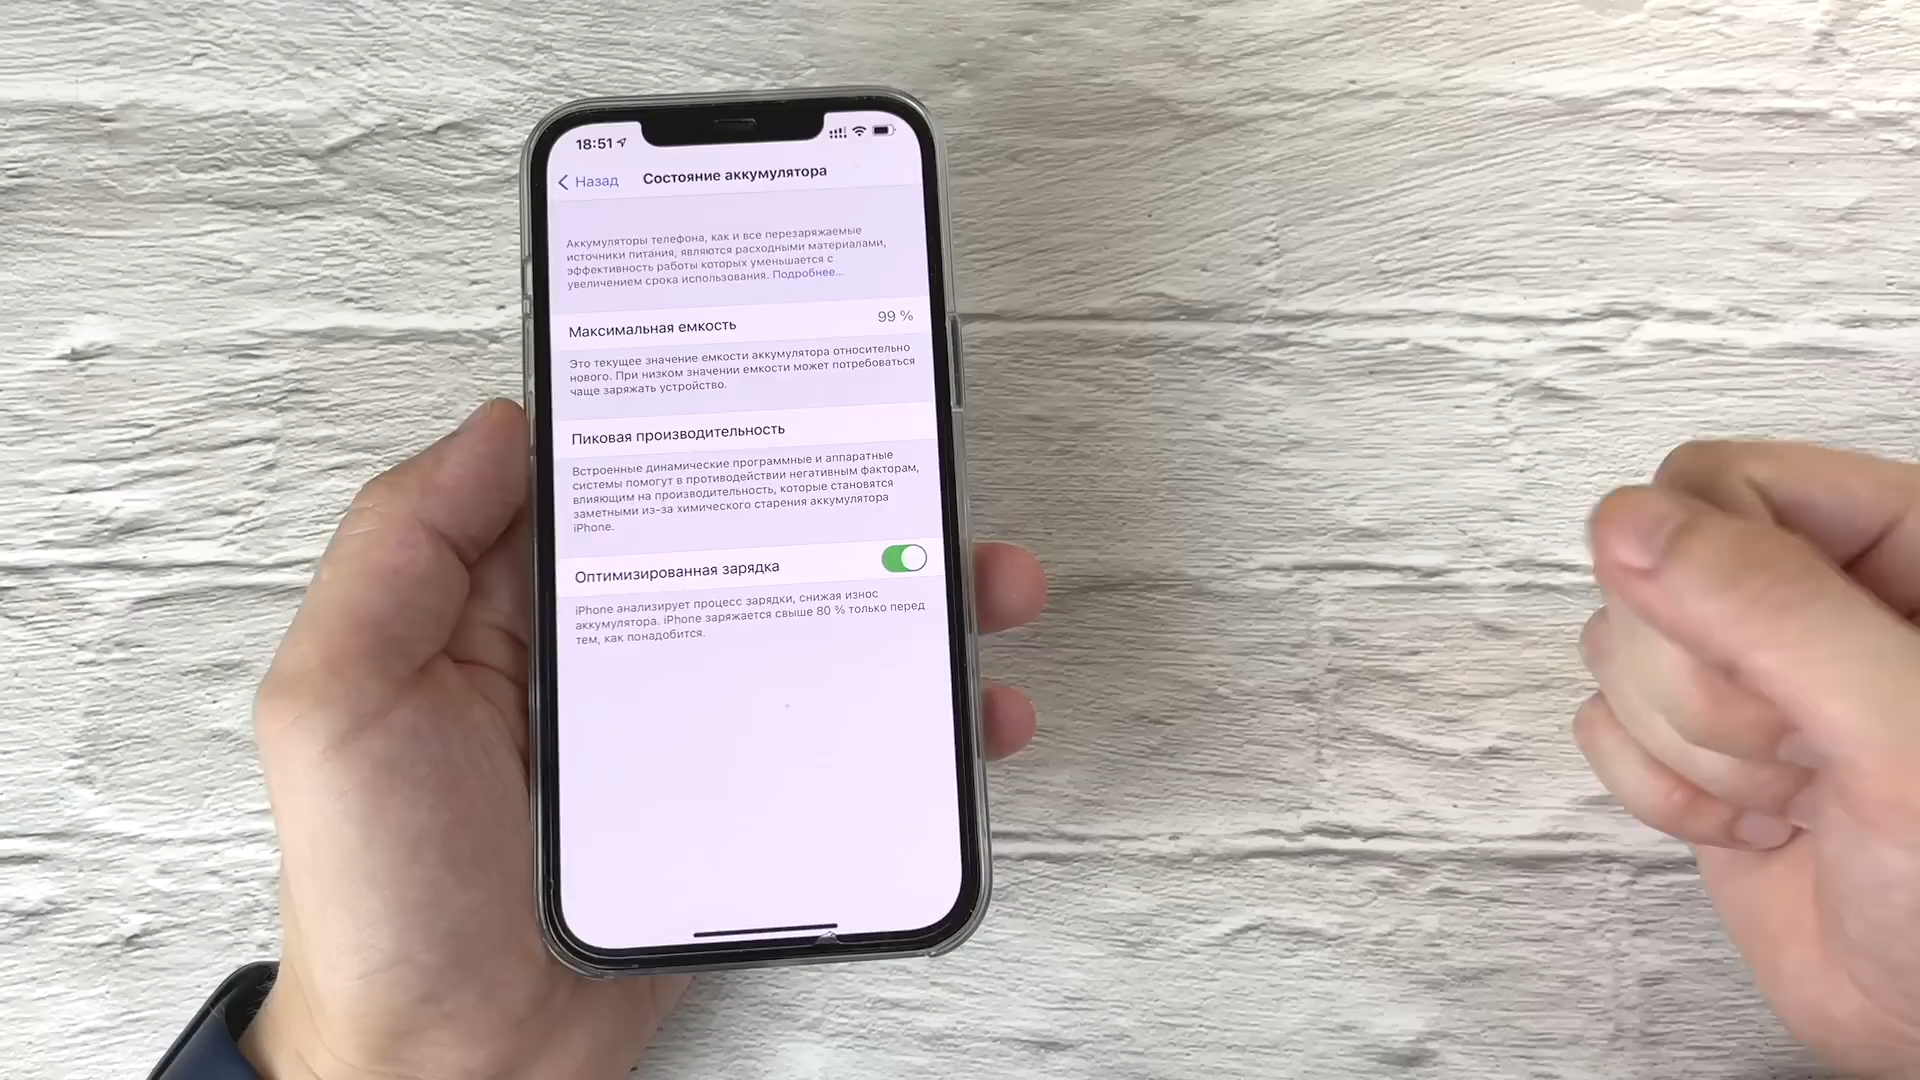 18:51
Назад
Состояние аккумулятора
Аккумуляторы телефона, как и все перезаряжаемые
источники питания, являются расходными материалами,
эффективность работы которых уменьшается с
увеличением срока использования. Подробнее...
Максимальная емкость 99 %
Это текущее значение емкости аккумулятора относительно
нового. При низком значении емкости может потребоваться
чаще заряжать устройство.
Пиковая производительность
Встроенные динамические программные и аппаратные
системы помогут в противодействии негативным факторам,
влияющим на производительность, которые становятся
заметными из-за химического старения аккумулятора
iPhone.
Оптимизированная зарядка
iPhone анализирует процесс зарядки, снижая износ
аккумулятора. iPhone заряжается свыше 80 % только перед
тем, как понадобится.